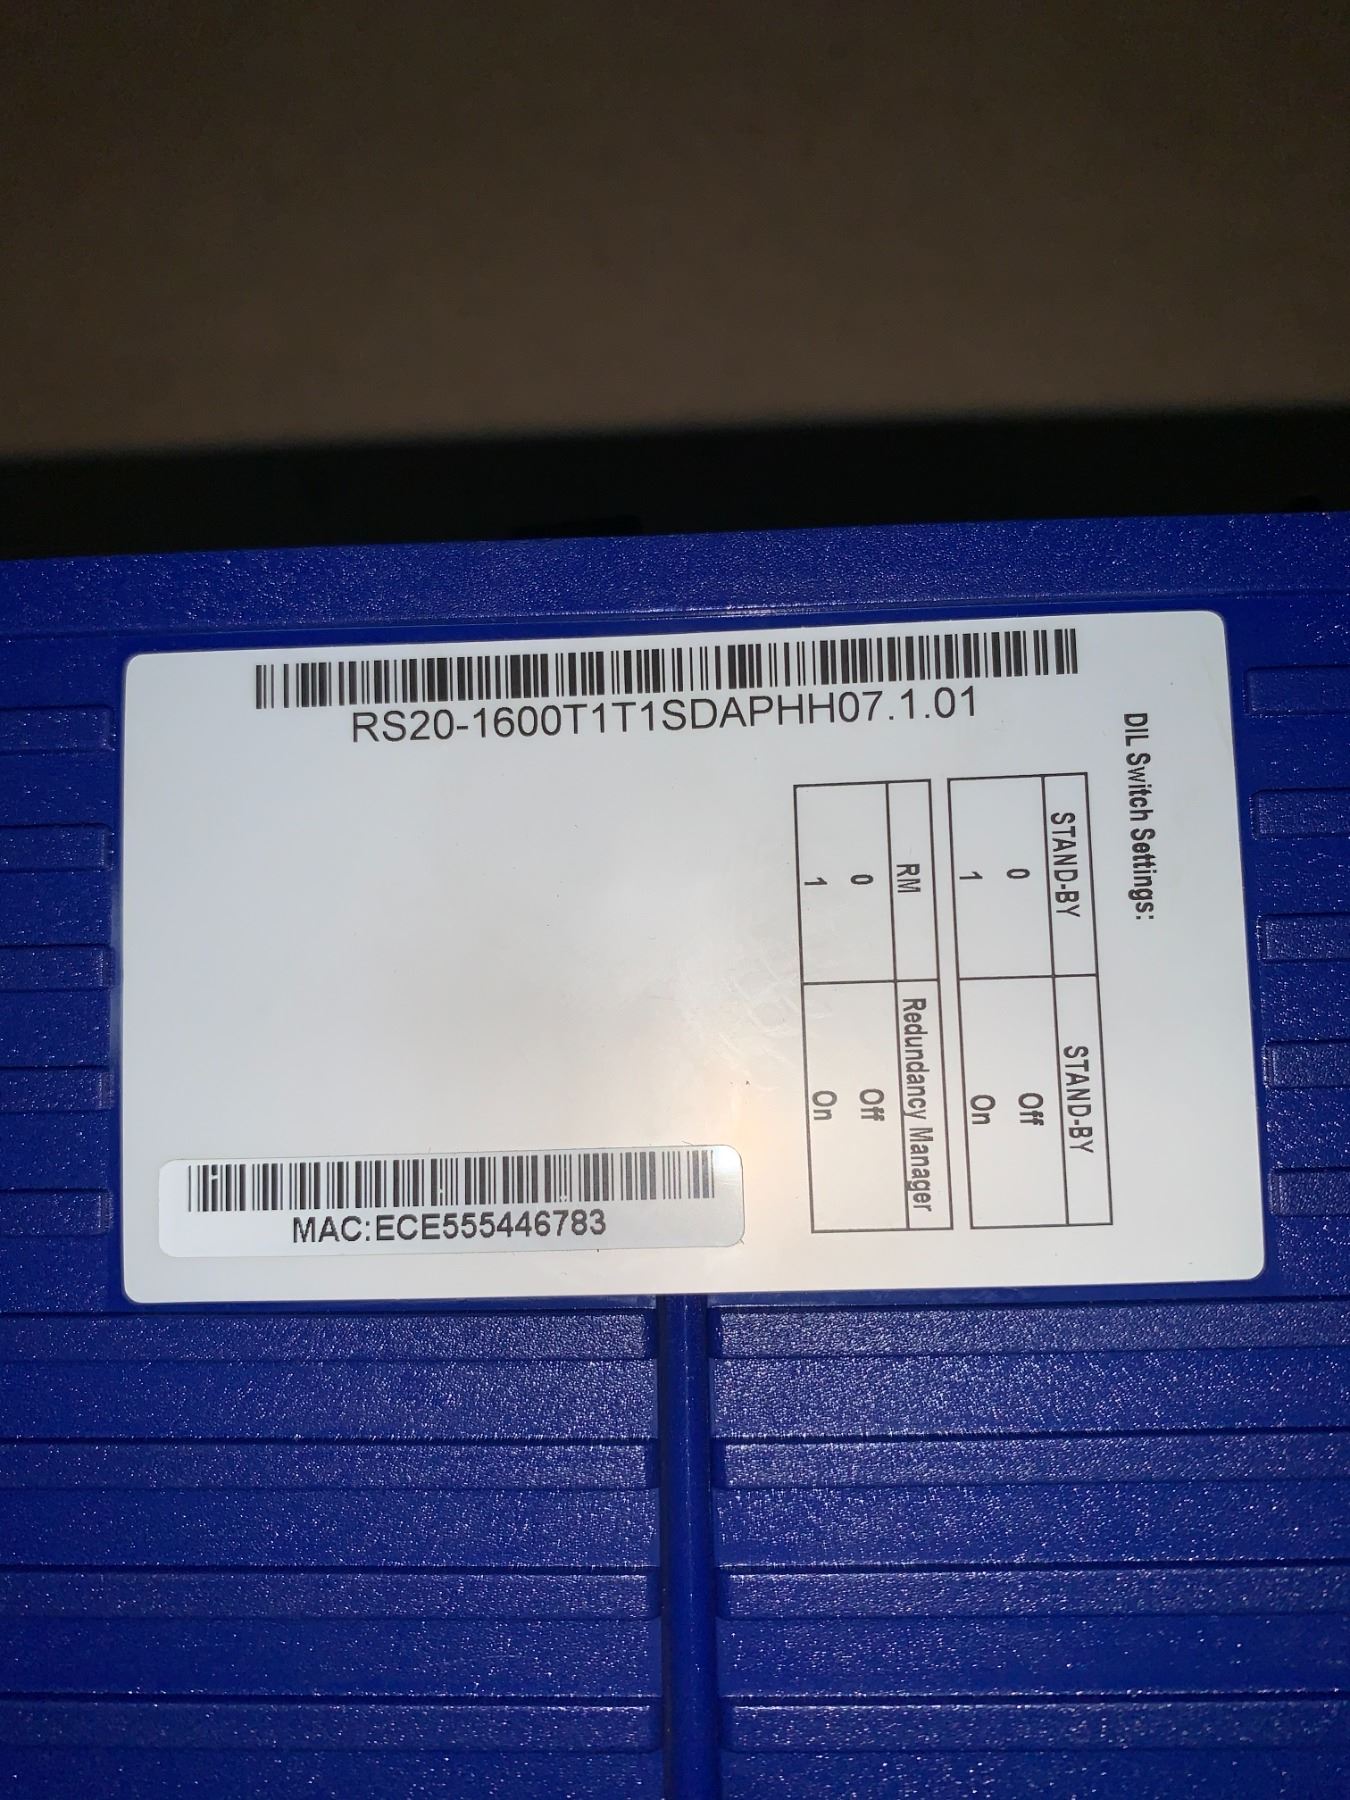 RS20-1600T1T1SDAPHH07.1.01
DIL Switch Settings:
STAND-BY STAND-BY
0 Off
1 On
RM Redundancy Manager
0 Off
1 On
MAC:ECE555446783